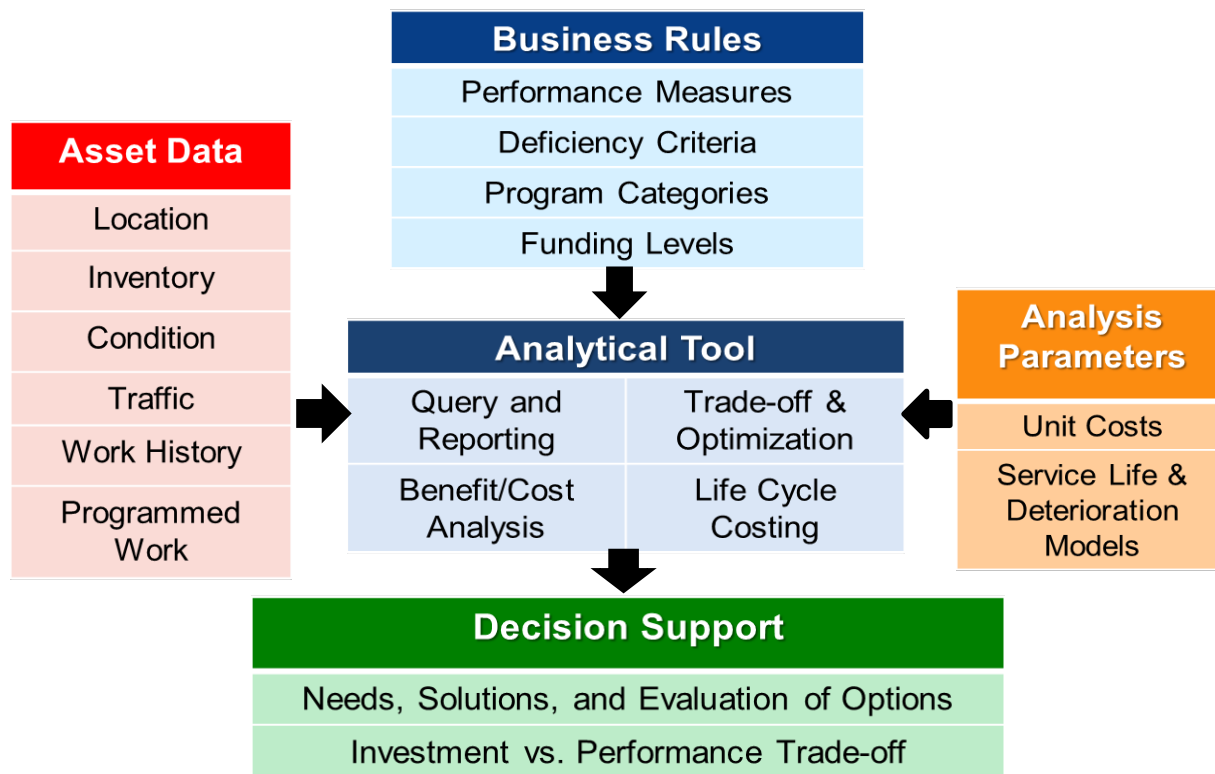 Business Rules
Performance Measures
Deficiency Criteria
Program Categories
Funding Levels
Asset Data
Location
Inventory
Condition
Traffic
Work History
Programmed
Work
Analytical Tool
Query and
Reporting
Trade-off &
Optimization
Benefit/Cost
Analysis
Life Cycle
Costing
Analysis
Parameters
Unit Costs
Service Life &
Deterioration
Models
Decision Support
Needs, Solutions, and Evaluation of Options
Investment vs. Performance Trade-off